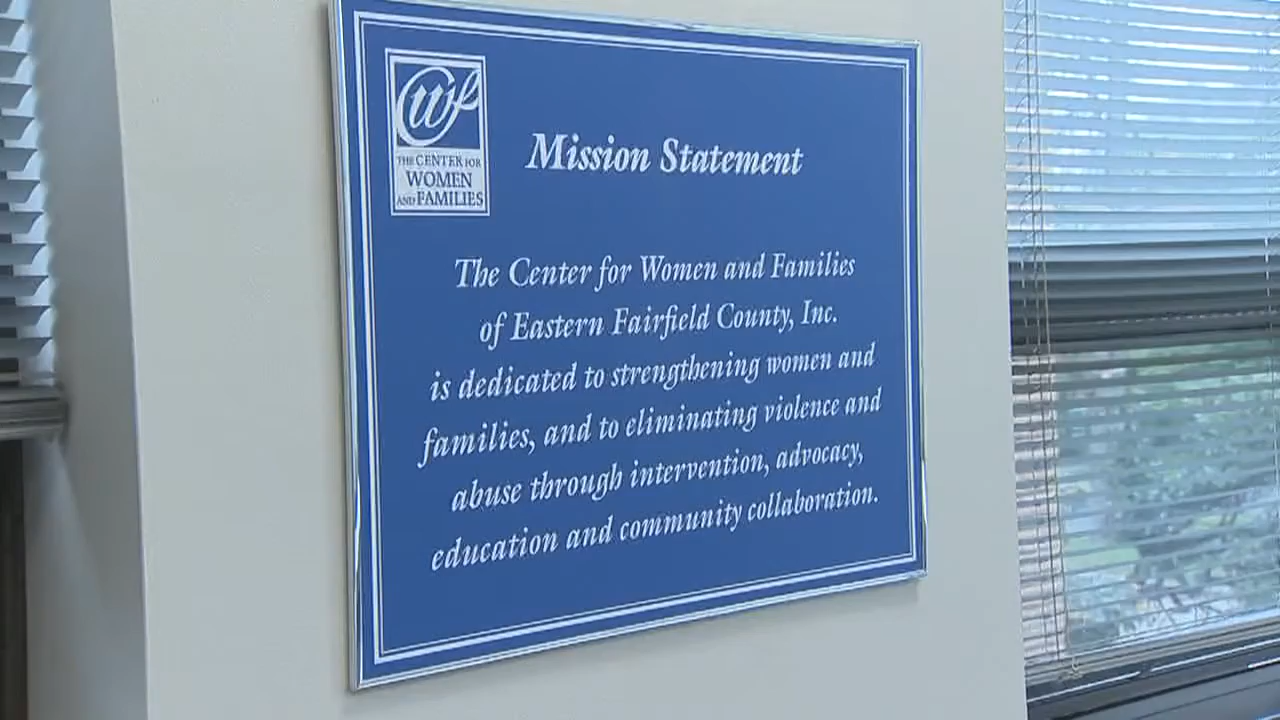 Cwf
THE CENTER FOR
WOMEN
AND FAMILIES
Mission Statement
The Center for Women and Families
of Eastern Fairfield County, Inc.
is dedicated to strengthening women and
families, and to eliminating violence and
abuse through intervention, advocacy,
education and community collaboration.